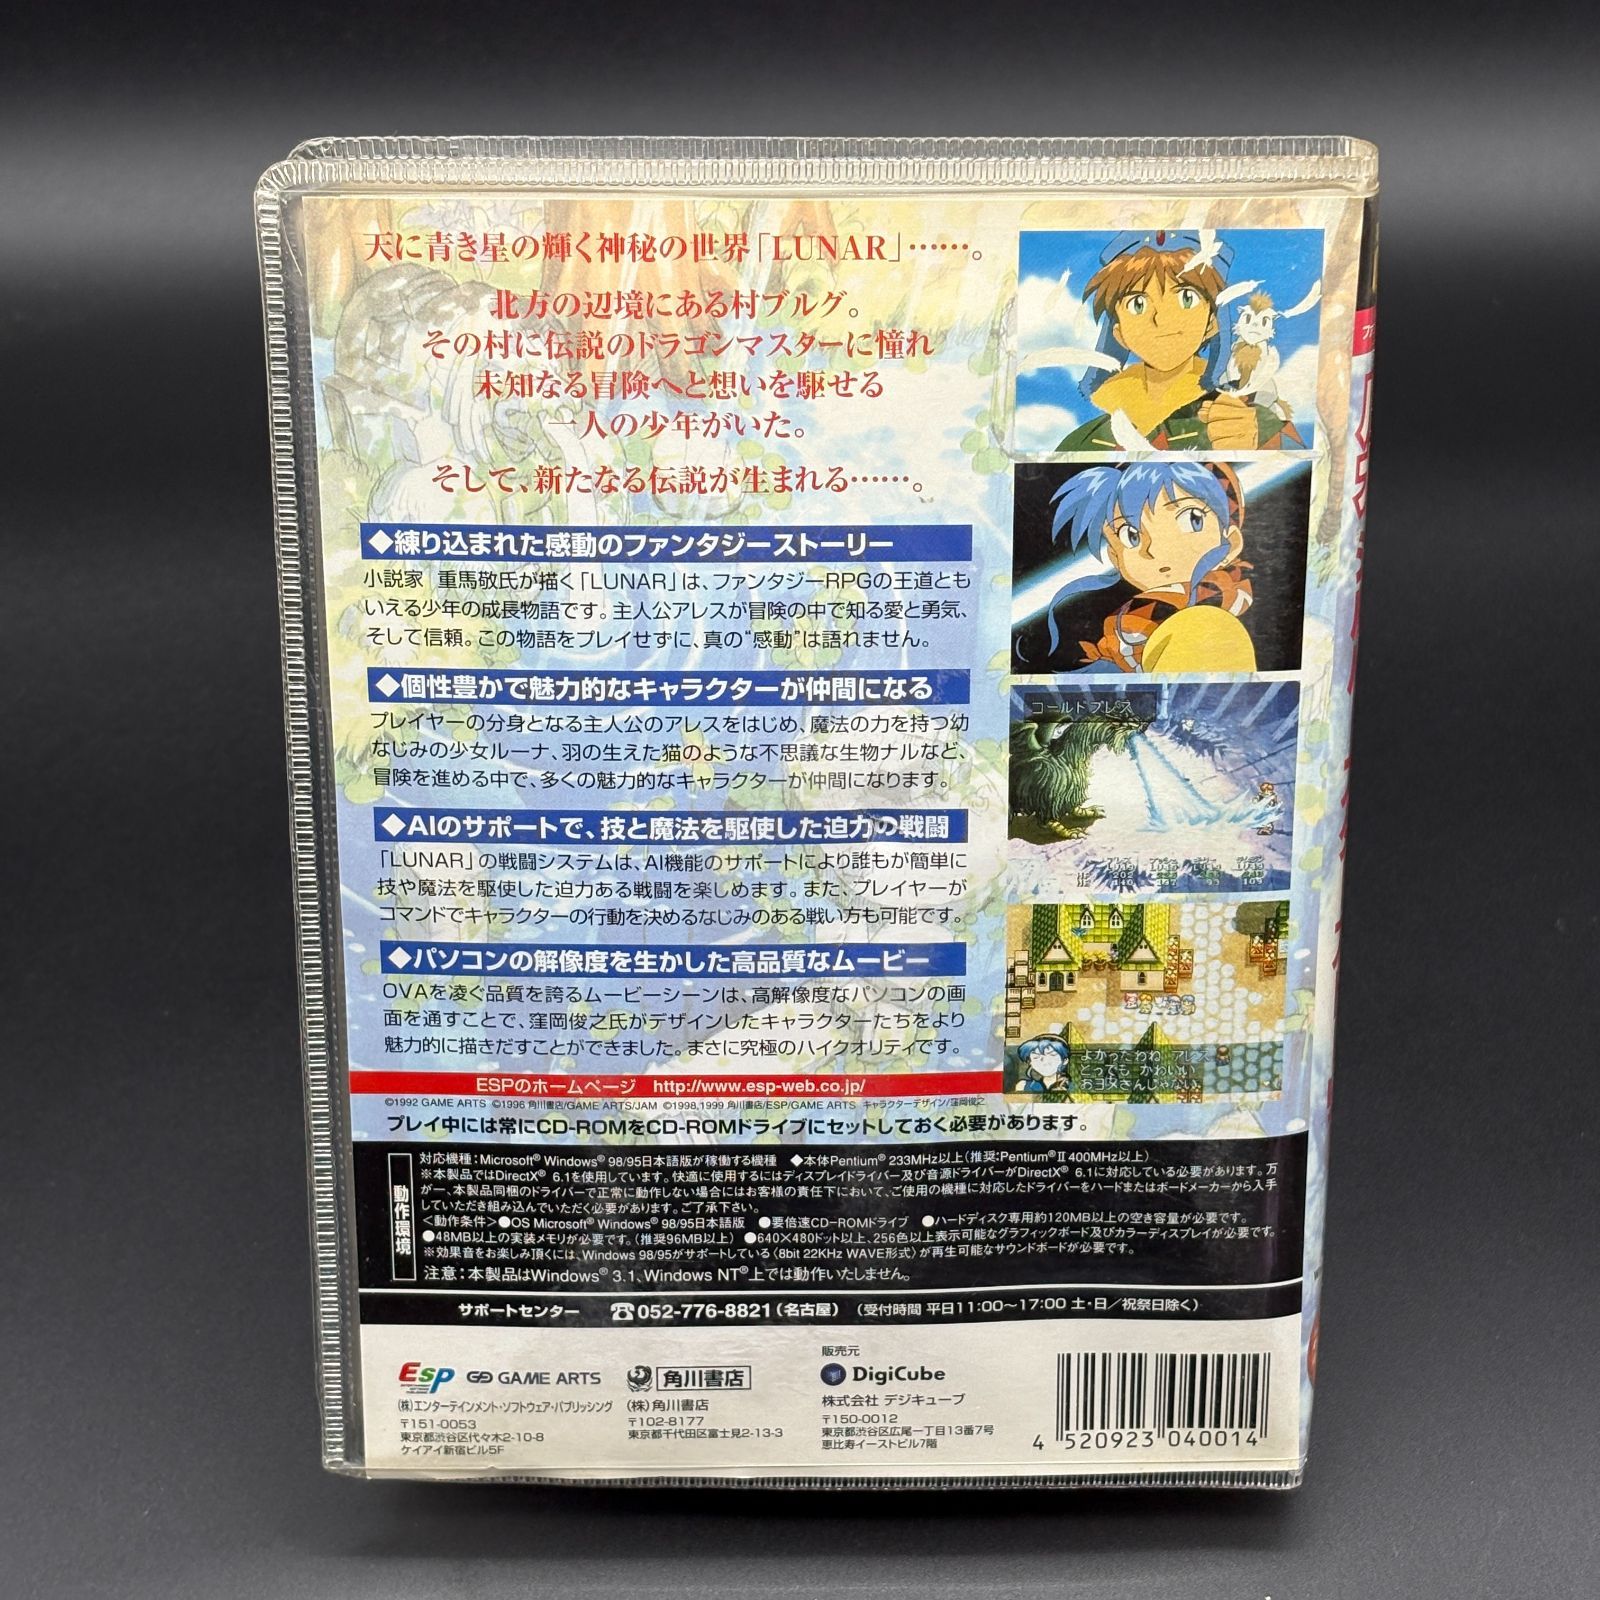 天に青き星の輝く神秘の世界「LUNAR」……。
北方の辺境にある村ブルグ。
その村に伝説のドラゴンマスターに憧れ
未知なる冒険へと想いを駆せる
一人の少年がいた。
そして、新たなる伝説が生まれる……。
◆練り込まれた感動のファンタジーストーリー
小説家 重馬敬氏が描く「LUNAR」は、ファンタジーRPGの王道とも
いえる少年の成長物語です。主人公アレスが冒険の中で知る愛と勇気、
そして信頼。この物語をプレイせずに、真の“感動”は語れません。
◆個性豊かで魅力的なキャラクターが仲間になる
プレイヤーの分身となる主人公のアレスをはじめ、魔法の力を持つ幼
なじみの少女ルーナ、羽の生えた猫のような不思議な生物ナルなど、
冒険を進める中で、多くの魅力的なキャラクターが仲間になります。
◆AIのサポートで、技と魔法を駆使した迫力の戦闘
「LUNAR」の戦闘システムは、AI機能のサポートにより誰もが簡単に
技や魔法を駆使した迫力ある戦闘を楽しめます。また、プレイヤーが
コマンドでキャラクターの行動を決めるなじみのある戦い方も可能です。
◆パソコンの解像度を生かした高品質なムービー
OVAを凌ぐ品質を誇るムービーシーンは、高解像度なパソコンの画
面を通すことで、窪岡俊之氏がデザインしたキャラクターたちをより
魅力的に描きだすことができました。まさに究極のハイクオリティです。
コールドブレス
よかったわね アレス
とっても かわいい
お嫁さんじゃない
ESPのホームページ http://www.esp-web.co.jp/
©1992 GAME ARTS ©1996 角川書店/GAME ARTS/JAM ©1998,1999 角川書店/ESP/GAME ARTS キャラクターデザイン/窪岡俊之
プレイ中には常にCD-ROMをCD-ROMドライブにセットしておく必要があります。
動作環境
対応機種：Microsoft® Windows® 98/95日本語版が稼働する機種 ◆本体Pentium® 233MHz以上（推奨：Pentium®Ⅱ400MHz以上）
※本製品ではDirectX® 6.1を使用しています。快適に使用するにはディスプレイドライバー及び音源ドライバーがDirectX® 6.1に対応している必要があります。万
が一、本製品同梱のドライバーで正常に動作しない場合にはお客様の責任下において、ご使用の機種に対応したドライバーをハードまたはボードメーカーから入手
していただき組み込んでいただく必要があります。ご了承下さい。
＜動作条件＞●OS Microsoft® Windows® 98/95日本語版 ●要倍速CD-ROMドライブ ●ハードディスク専用約120MB以上の空き容量が必要です。
●48MB以上の実装メモリが必要です。（推奨96MB以上） ●640×480ドット以上、256色以上表示可能なグラフィックボード及びカラーディスプレイが必要です。
※効果音をお楽しみ頂くには、Windows 98/95がサポートしている〈8bit 22KHz WAVE形式〉が再生可能なサウンドボードが必要です。
注意：本製品はWindows® 3.1、Windows NT®上では動作いたしません。
サポートセンター ☎052-776-8821（名古屋） （受付時間 平日11:00～17:00 土・日／祝祭日除く）
ESP
GAME ARTS
角川書店
販売元
DigiCube
(株)エンターテインメント・ソフトウェア・パブリッシング
〒151-0053
東京都渋谷区代々木2-10-8
ケイアイ新宿ビル5F
(株)角川書店
〒102-8177
東京都千代田区富士見2-13-3
株式会社 デジキューブ
〒150-0012
東京都渋谷区広尾一丁目13番7号
恵比寿イーストビル7階
4 520923 040014